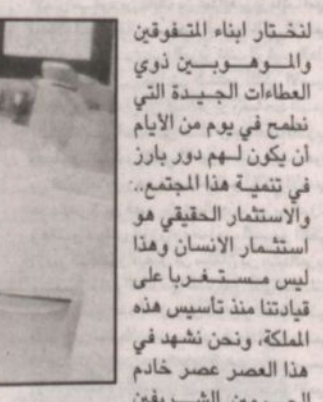 لنختار ابناء المتفوقين
والموهوبين ذوي
العطاءات الجيدة التي
نطمح في يوم من الأيام
أن يكون لهم دور بارز
في تنمية هذا المجتمع..
والاستثمار الحقيقي هو
استثمار الانسان وهذا
ليس مستغربا على
قيادتنا منذ تأسيس هذه
المملكة، ونحن نشهد في
هذا العصر عصر خادم
الحرمين الشريفين